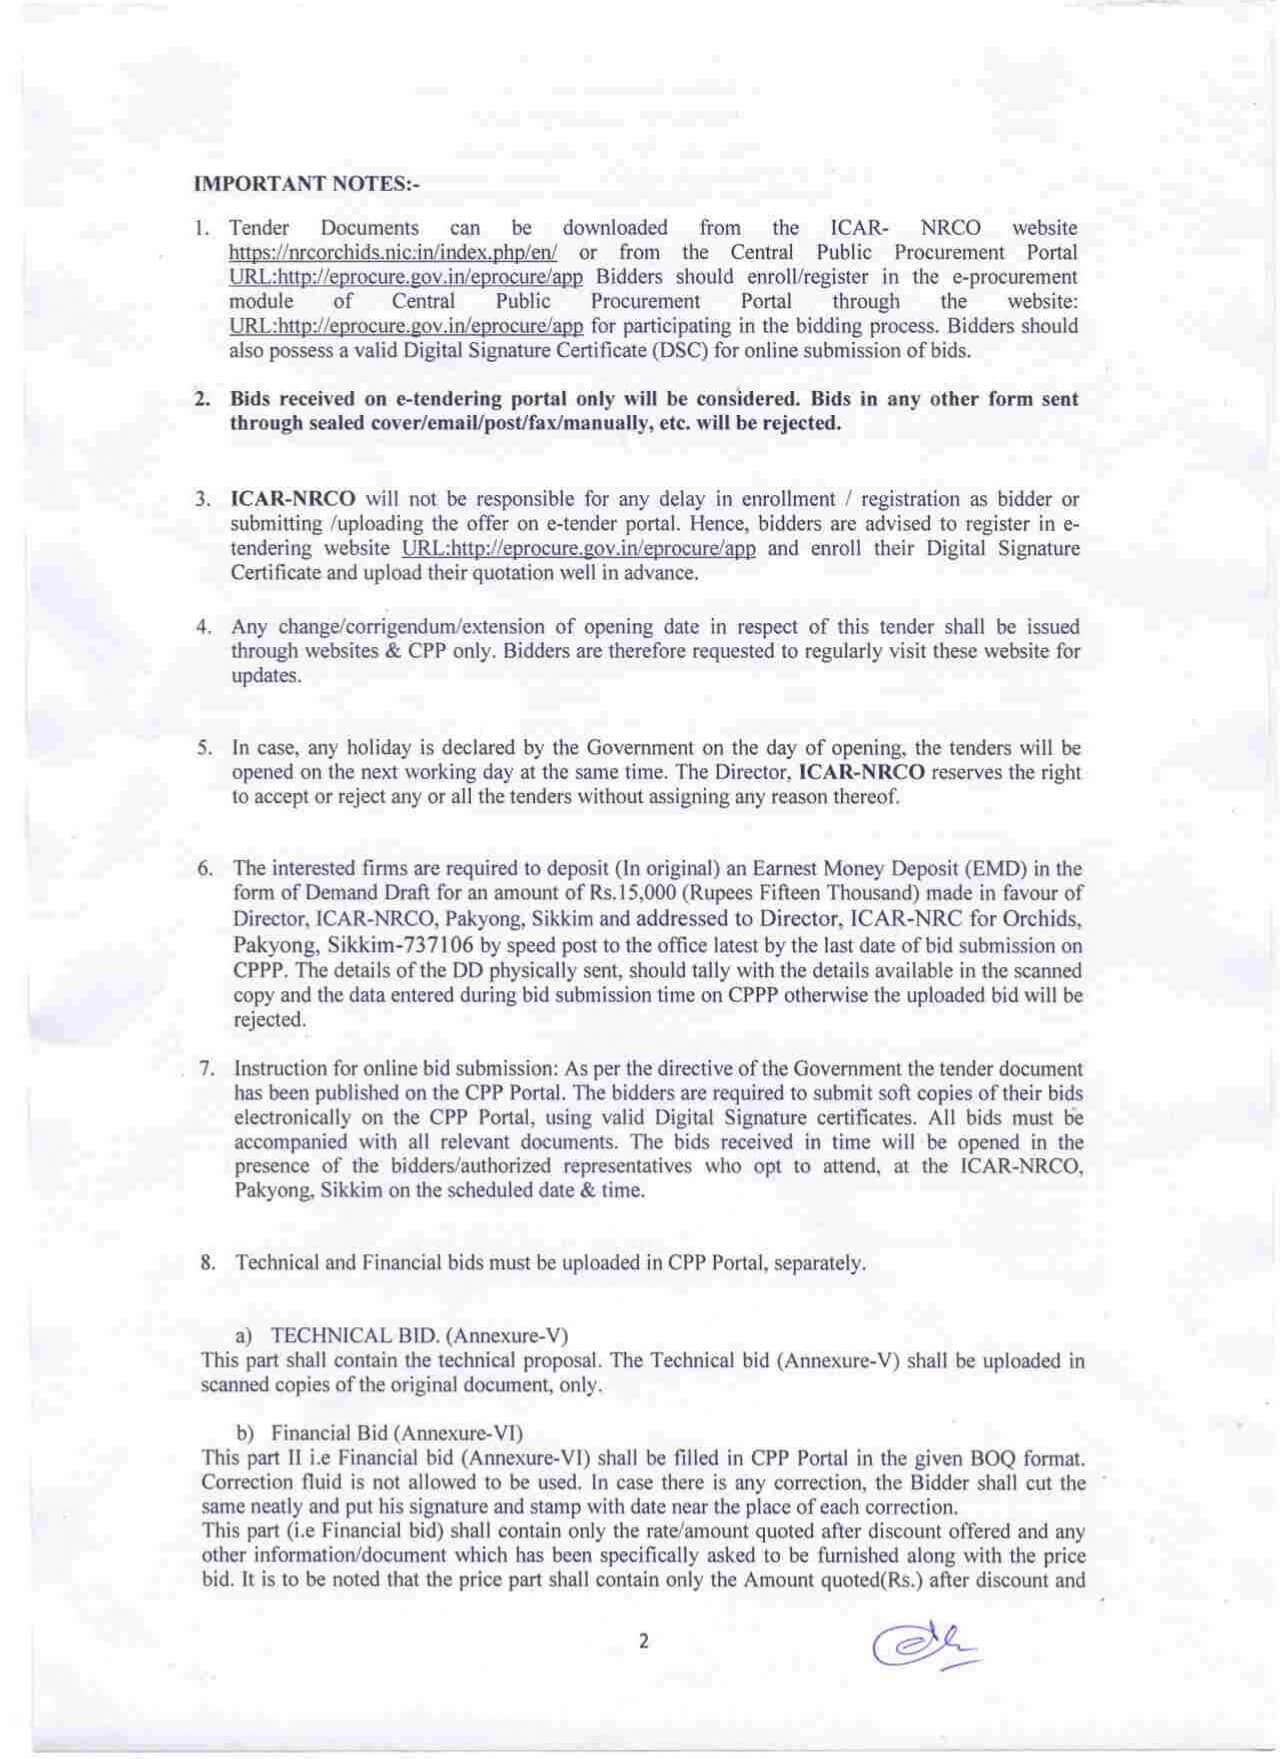 IMPORTANT NOTES:-
1. Tender Documents can be downloaded from the ICAR- NRCO website
https://nrcorchids.nic.in/index.php/en/ or from the Central Public Procurement Portal
URL:http://eprocure.gov.in/eprocure/app Bidders should enroll/register in the e-procurement
module of Central Public Procurement Portal through the website:
URL:http://eprocure.gov.in/eprocure/app for participating in the bidding process. Bidders should
also possess a valid Digital Signature Certificate (DSC) for online submission of bids.
2. Bids received on e-tendering portal only will be considered. Bids in any other form sent
through sealed cover/email/post/fax/manually, etc. will be rejected.
3. ICAR-NRCO will not be responsible for any delay in enrollment / registration as bidder or
submitting /uploading the offer on e-tender portal. Hence, bidders are advised to register in e-
tendering website URL:http://eprocure.gov.in/eprocure/app and enroll their Digital Signature
Certificate and upload their quotation well in advance.
4. Any change/corrigendum/extension of opening date in respect of this tender shall be issued
through websites & CPP only. Bidders are therefore requested to regularly visit these website for
updates.
5. In case, any holiday is declared by the Government on the day of opening, the tenders will be
opened on the next working day at the same time. The Director, ICAR-NRCO reserves the right
to accept or reject any or all the tenders without assigning any reason thereof.
6. The interested firms are required to deposit (In original) an Earnest Money Deposit (EMD) in the
form of Demand Draft for an amount of Rs.15,000 (Rupees Fifteen Thousand) made in favour of
Director, ICAR-NRCO, Pakyong, Sikkim and addressed to Director, ICAR-NRC for Orchids,
Pakyong, Sikkim-737106 by speed post to the office latest by the last date of bid submission on
CPPP. The details of the DD physically sent, should tally with the details available in the scanned
copy and the data entered during bid submission time on CPPP otherwise the uploaded bid will be
rejected.
7. Instruction for online bid submission: As per the directive of the Government the tender document
has been published on the CPP Portal. The bidders are required to submit soft copies of their bids
electronically on the CPP Portal, using valid Digital Signature certificates. All bids must be
accompanied with all relevant documents. The bids received in time will be opened in the
presence of the bidders/authorized representatives who opt to attend, at the ICAR-NRCO,
Pakyong, Sikkim on the scheduled date & time.
8. Technical and Financial bids must be uploaded in CPP Portal, separately.
a) TECHNICAL BID. (Annexure-V)
This part shall contain the technical proposal. The Technical bid (Annexure-V) shall be uploaded in
scanned copies of the original document, only.
b) Financial Bid (Annexure-VI)
This part II i.e Financial bid (Annexure-VI) shall be filled in CPP Portal in the given BOQ format.
Correction fluid is not allowed to be used. In case there is any correction, the Bidder shall cut the
same neatly and put his signature and stamp with date near the place of each correction.
This part (i.e Financial bid) shall contain only the rate/amount quoted after discount offered and any
other information/document which has been specifically asked to be furnished along with the price
bid. It is to be noted that the price part shall contain only the Amount quoted(Rs.) after discount and
2